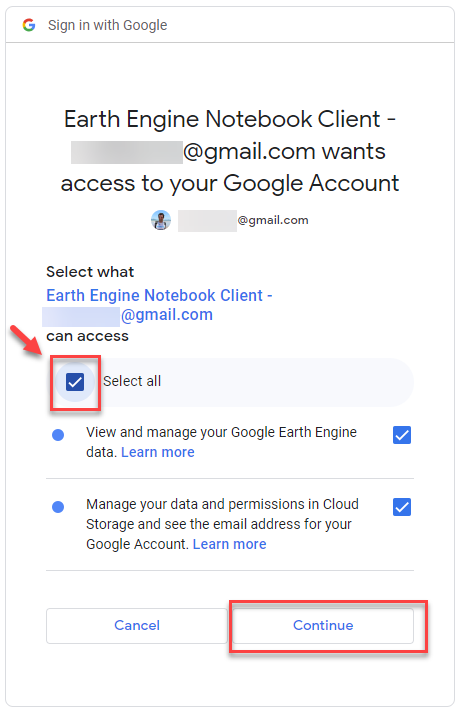 Sign in with Google
Earth Engine Notebook Client -
@gmail.com wants
access to your Google Account
@gmail.com
Select what
Earth Engine Notebook Client -
@gmail.com
can access
Select all
View and manage your Google Earth Engine
data. Learn more
Manage your data and permissions in Cloud
Storage and see the email address for your
Google Account. Learn more
Cancel
Continue